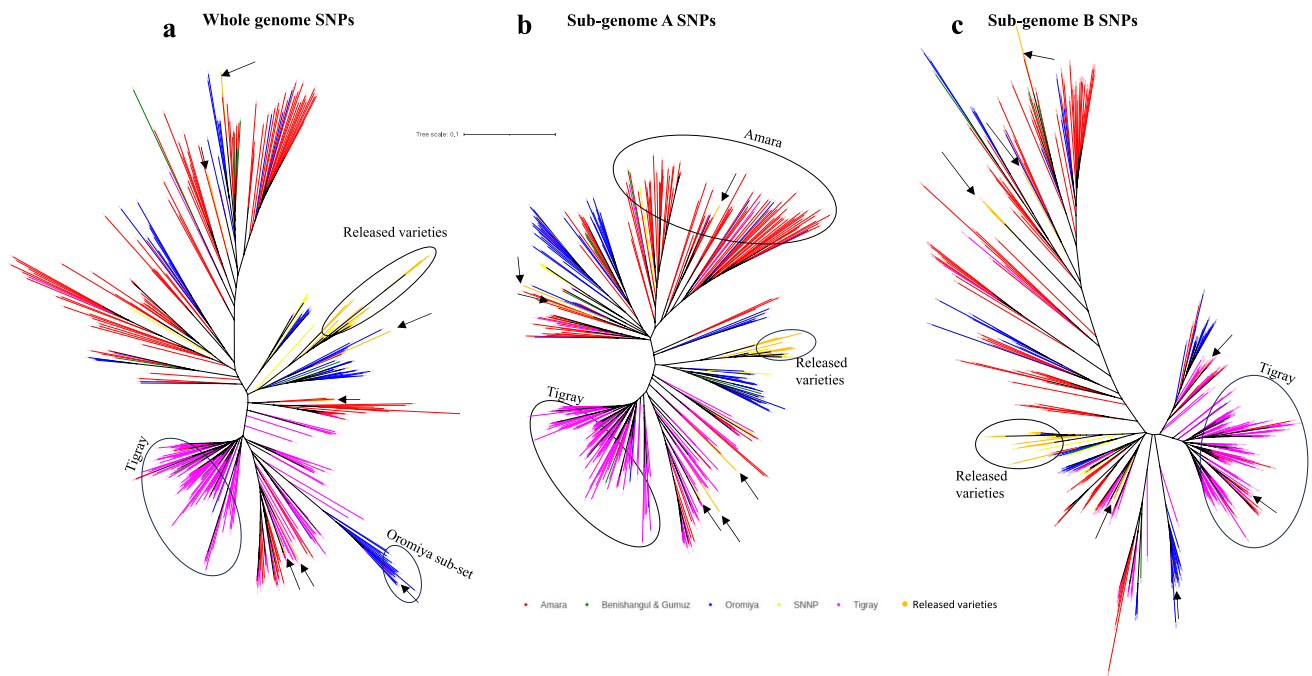 a Whole genome SNPs
b Sub-genome A SNPs
c Sub-genome B SNPs
Tree scale: 0,1
Released varieties
Tigray
Oromiya sub-set
Amara
Released
varieties
Tigray
Tigray
Released
varieties
Amara Benishangul & Gumuz Oromiya SNNP Tigray Released varieties